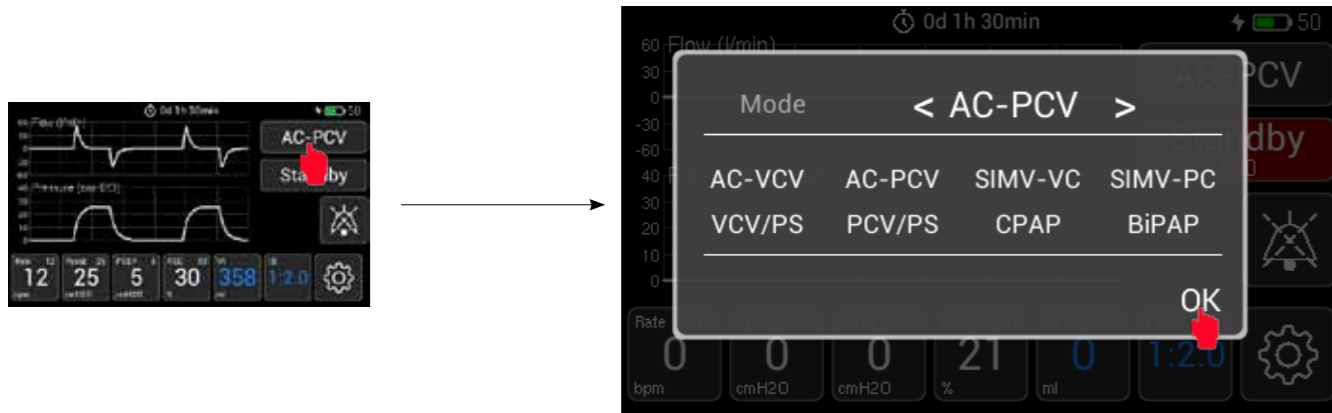 0d 1h 30min 50
Flow (l/min)
AC-PCV
Standby
12 25 5 30 358 1:2.0
0d 1h 30min 50
60 Flow (l/min)
30
0
-30
-60
40
30
20
10
0
AC-PCV
Standby
Mode < AC-PCV >
AC-VCV AC-PCV SIMV-VC SIMV-PC
VCV/PS PCV/PS CPAP BiPAP
OK
Rate
0 0 0 21 0 1:2.0
bpm cmH2O cmH2O % ml